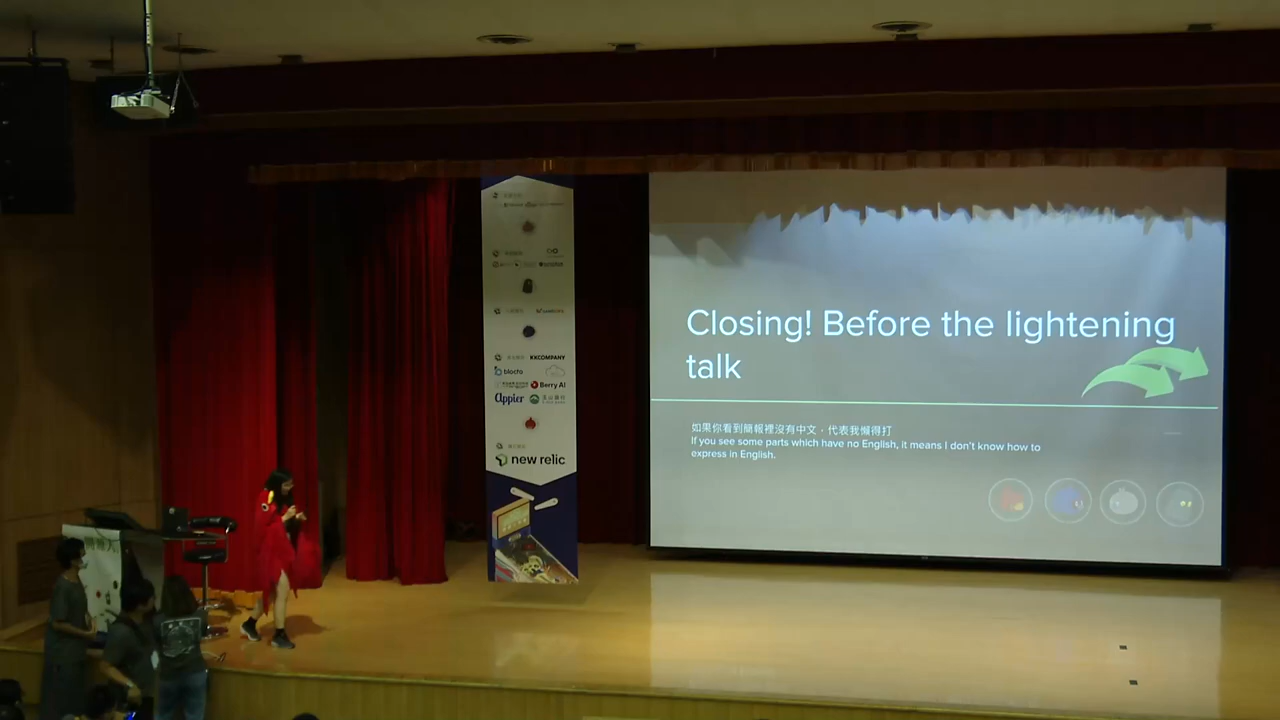 Closing! Before the lightening
talk
如果你看到簡報裡沒有中文，代表我懶得打
If you see some parts which have no English, it means I don't know how to
express in English.
KKCOMPANY
blocto
Berry AI
Appier
new relic